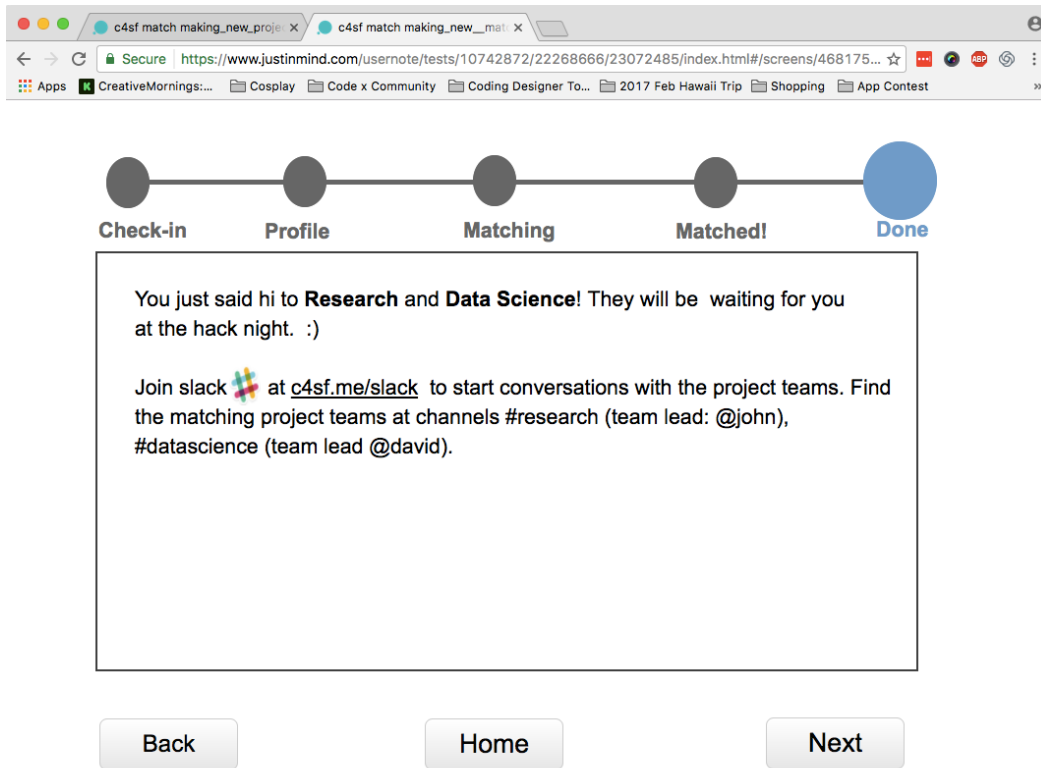 c4sf match making_new_proje
c4sf match making_new__mat
Secure https://www.justinmind.com/usernote/tests/10742872/22268666/23072485/index.html#/screens/468175...
Apps CreativeMornings:... Cosplay Code x Community Coding Designer To... 2017 Feb Hawaii Trip Shopping App Contest »
Check-in Profile Matching Matched! Done
You just said hi to Research and Data Science! They will be waiting for you
at the hack night. :)
Join slack at c4sf.me/slack to start conversations with the project teams. Find
the matching project teams at channels #research (team lead: @john),
#datascience (team lead @david).
Back Home Next